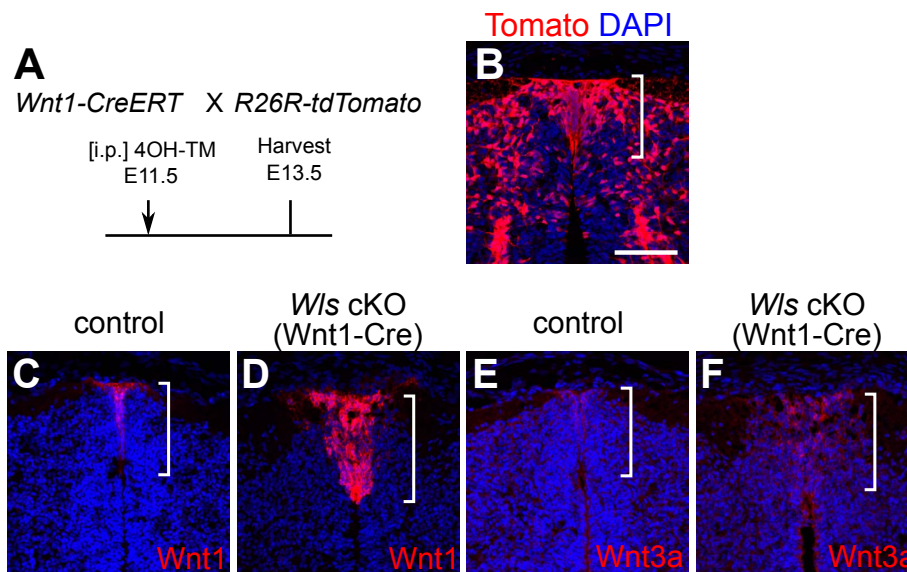 Tomato DAPI
A
B
Wnt1-CreERT X R26R-tdTomato
[i.p.] 4OH-TM
E11.5
Harvest
E13.5
control
Wls cKO
(Wnt1-Cre)
control
Wls cKO
(Wnt1-Cre)
C
D
E
F
Wnt1
Wnt1
Wnt3a
Wnt3a